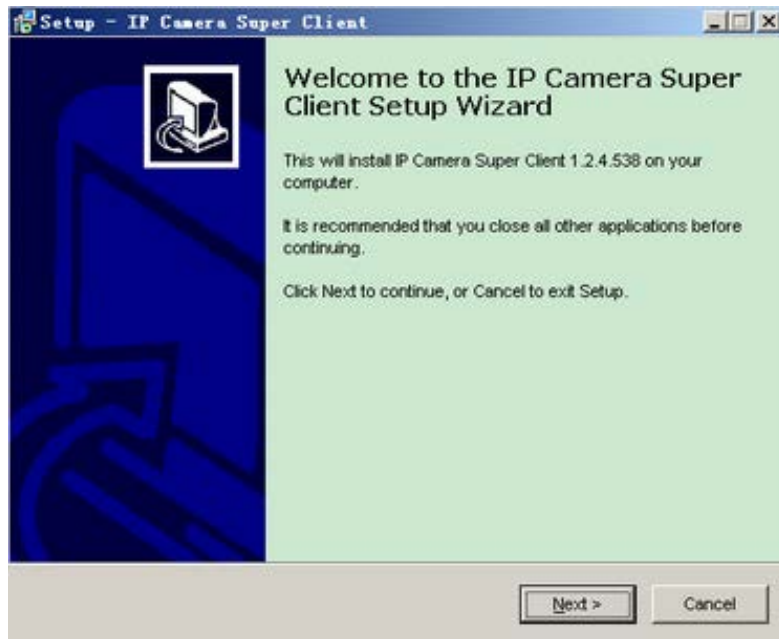 Setup - IP Camera Super Client
Welcome to the IP Camera Super
Client Setup Wizard
This will install IP Camera Super Client 1.2.4.538 on your
computer.
It is recommended that you close all other applications before
continuing.
Click Next to continue, or Cancel to exit Setup.
Next >
Cancel